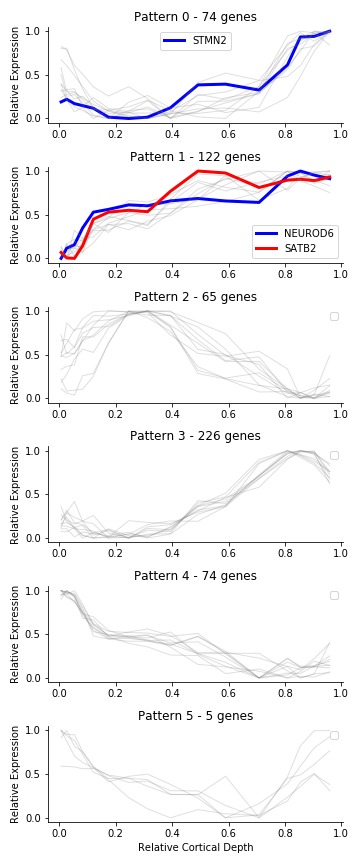 Pattern 0 - 74 genes
Relative Expression
1.0
0.5
0.0
STMN2
0.0 0.2 0.4 0.6 0.8 1.0
Pattern 1 - 122 genes
Relative Expression
1.0
0.5
0.0
NEUROD6
SATB2
0.0 0.2 0.4 0.6 0.8 1.0
Pattern 2 - 65 genes
Relative Expression
1.0
0.5
0.0
0.0 0.2 0.4 0.6 0.8 1.0
Pattern 3 - 226 genes
Relative Expression
1.0
0.5
0.0
0.0 0.2 0.4 0.6 0.8 1.0
Pattern 4 - 74 genes
Relative Expression
1.0
0.5
0.0
0.0 0.2 0.4 0.6 0.8 1.0
Pattern 5 - 5 genes
Relative Expression
1.0
0.5
0.0
0.0 0.2 0.4 0.6 0.8 1.0
Relative Cortical Depth